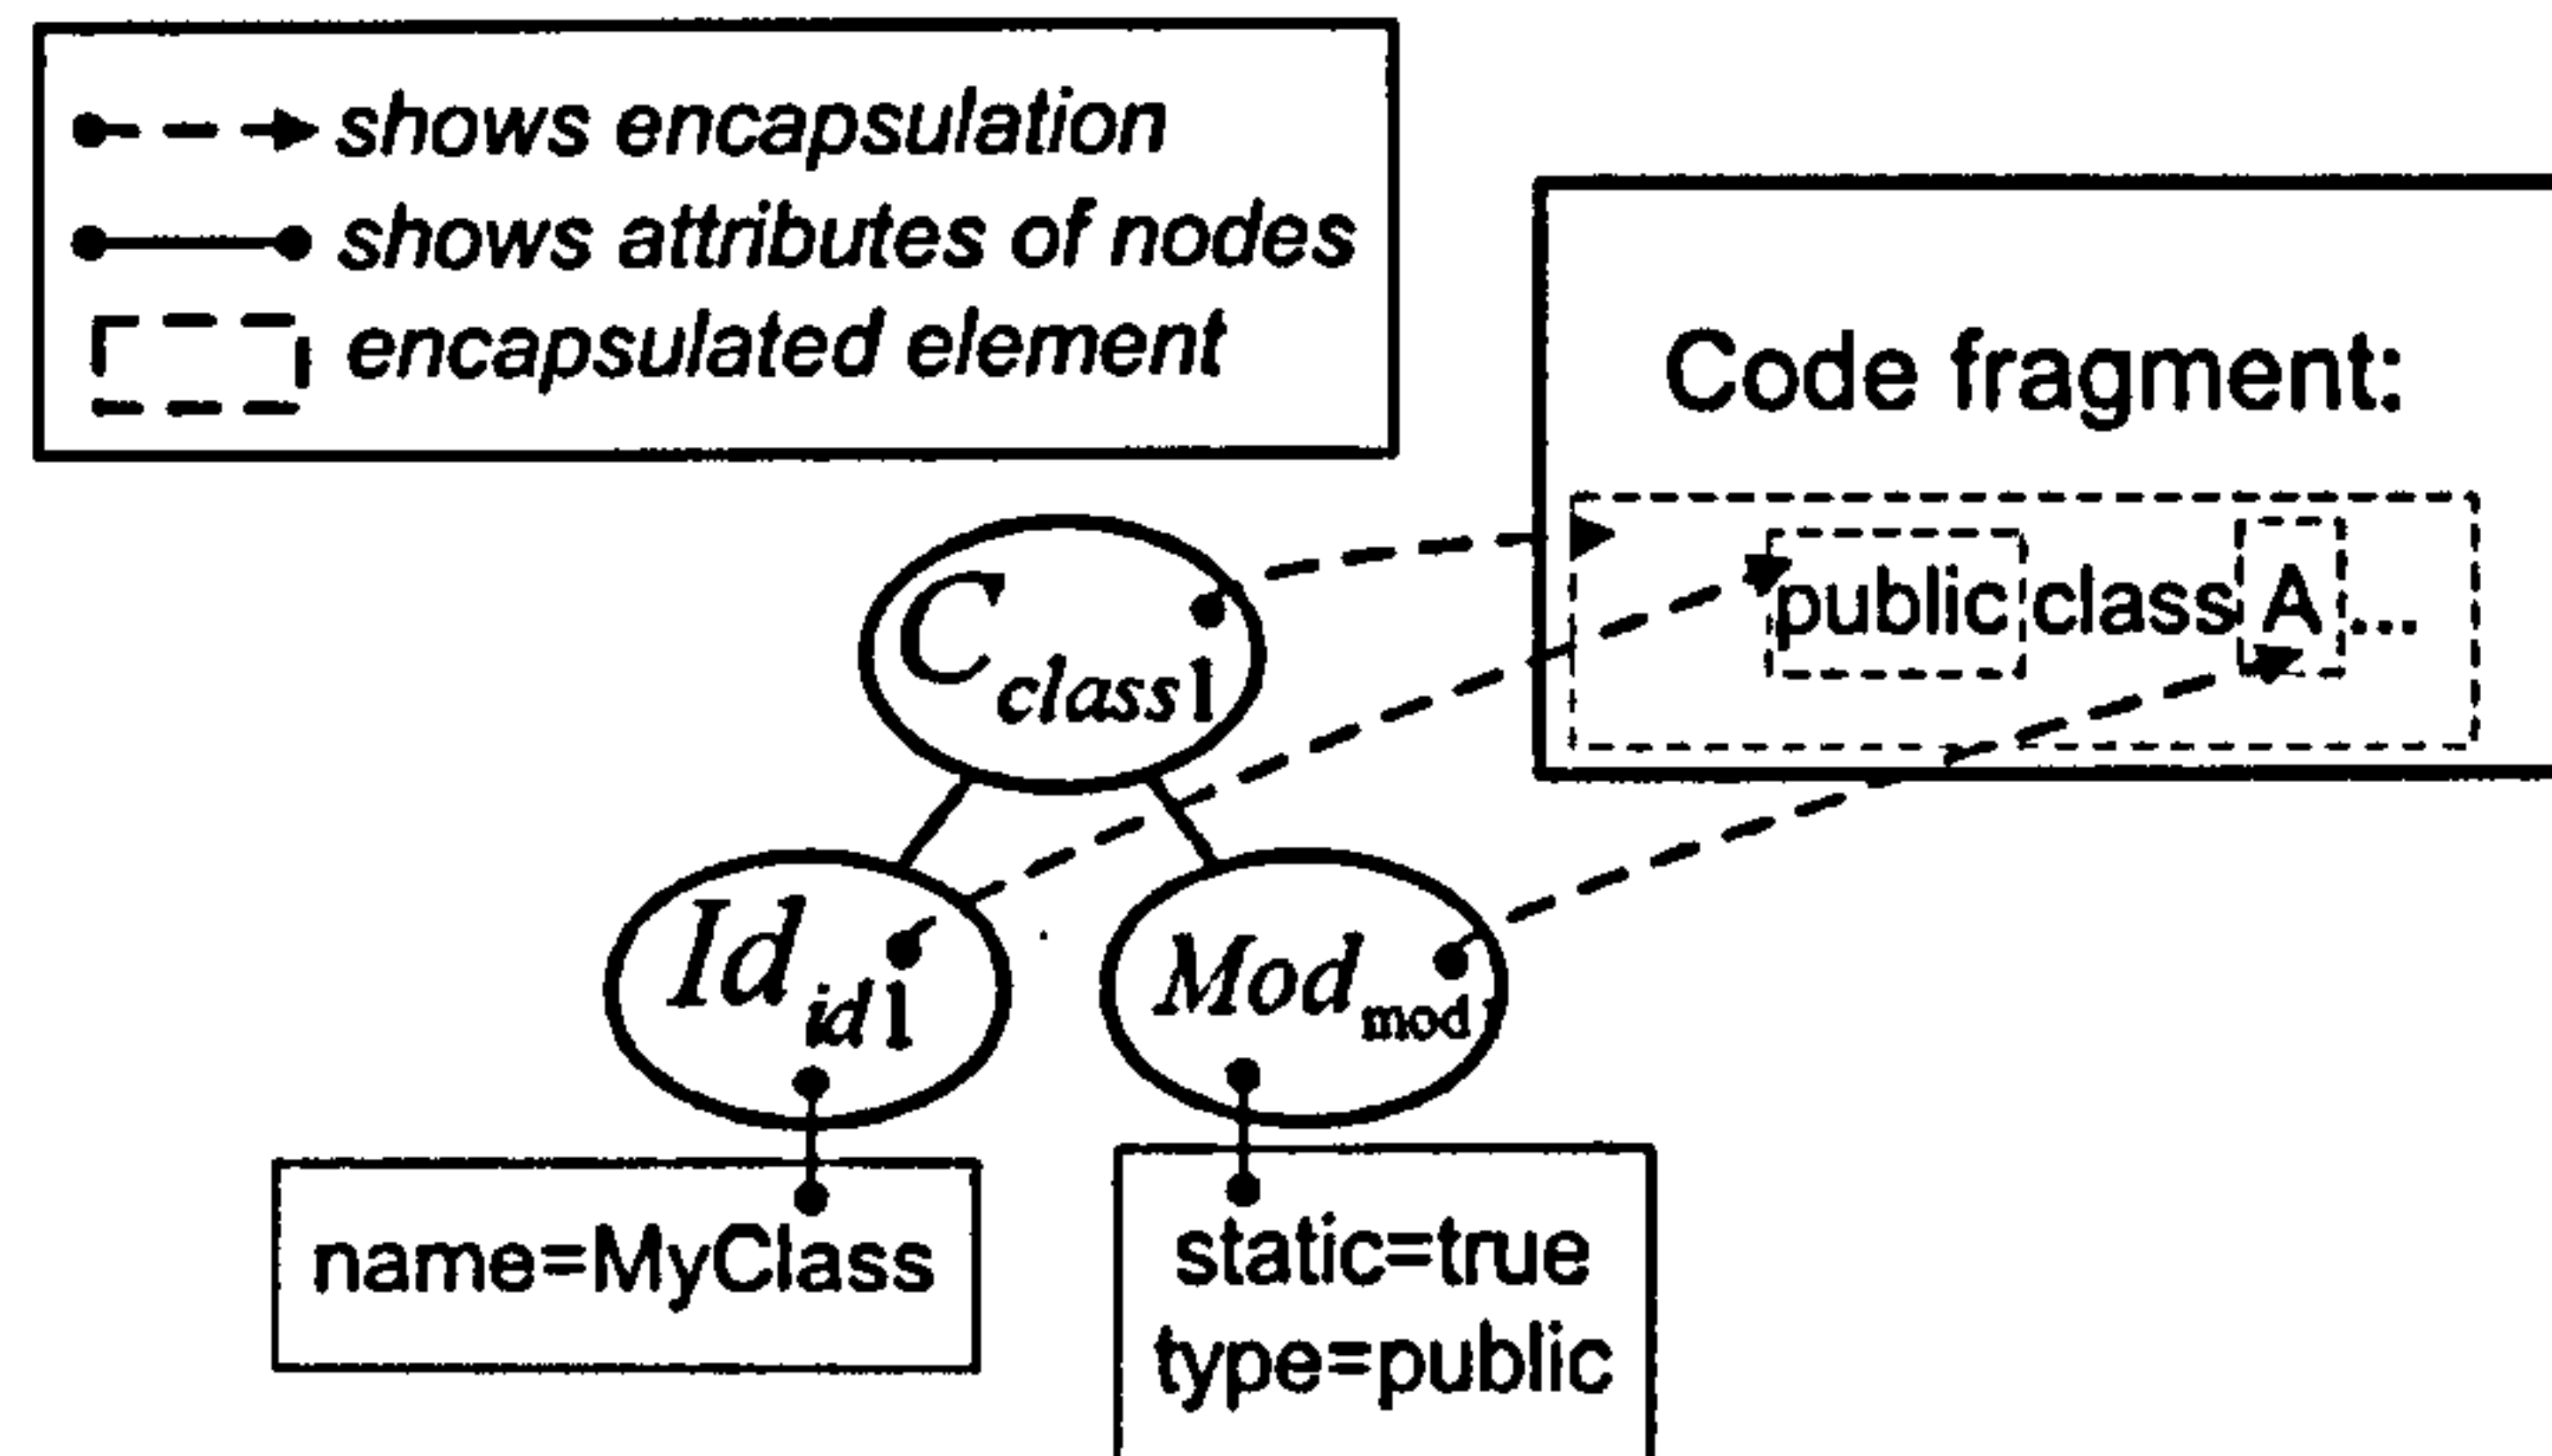 shows encapsulation
shows attributes of nodes
encapsulated element
Code fragment:
public class A ...
C class1
Id id1
Mod mod1
name=MyClass
static=true
type=public